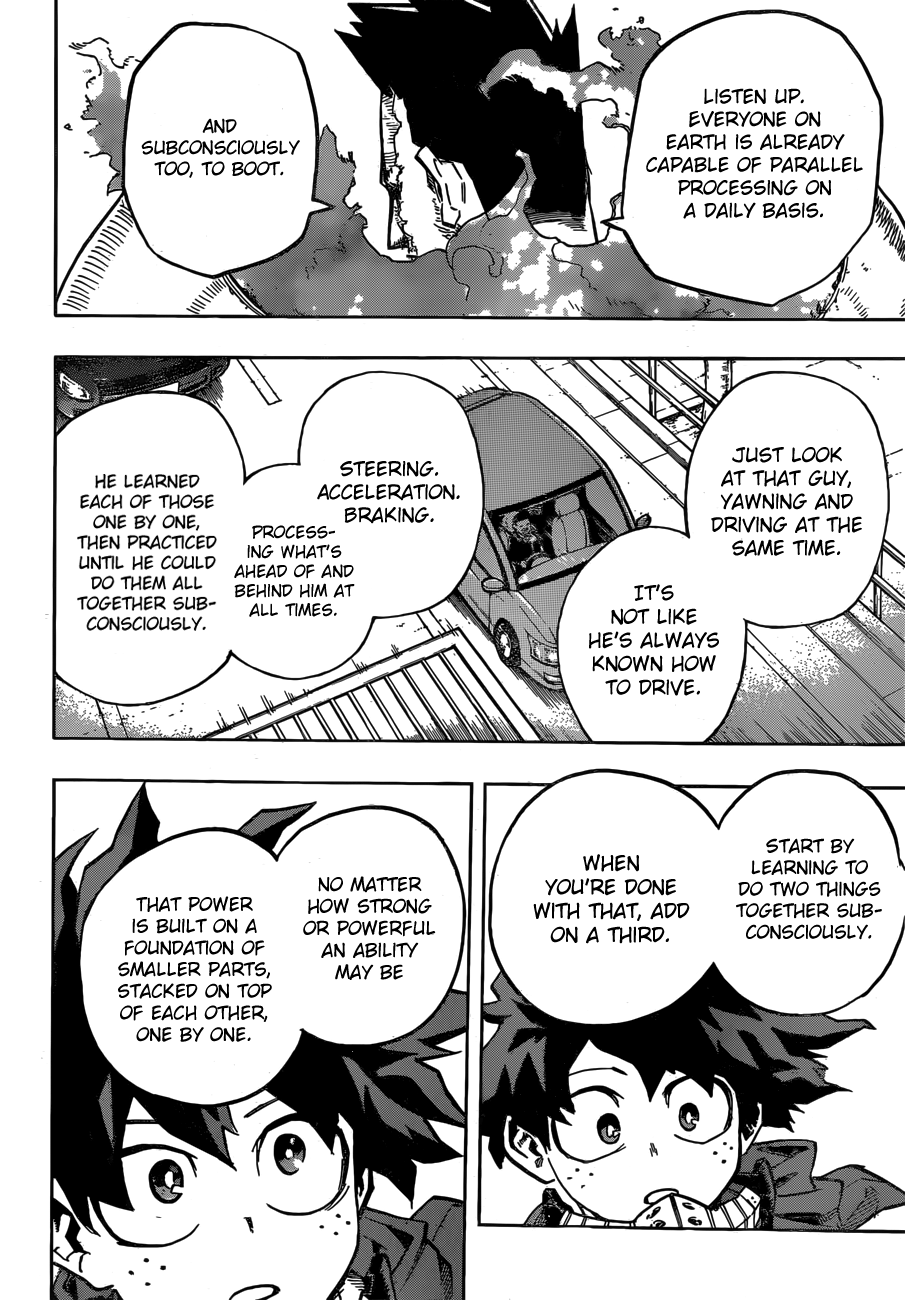 LISTEN UP.
EVERYONE ON
EARTH IS ALREADY
CAPABLE OF PARALLEL
PROCESSING ON
A DAILY BASIS.
AND
SUBCONSCIOUSLY
TOO, TO BOOT.
JUST LOOK
AT THAT GUY,
YAWNING AND
DRIVING AT THE
SAME TIME.
IT'S
NOT LIKE
HE'S ALWAYS
KNOWN HOW
TO DRIVE.
STEERING.
ACCELERATION.
BRAKING.
PROCESS-
ING WHAT'S
AHEAD OF AND
BEHIND HIM AT
ALL TIMES.
HE LEARNED
EACH OF THOSE
ONE BY ONE,
THEN PRACTICED
UNTIL HE COULD
DO THEM ALL
TOGETHER SUB-
CONSCIOUSLY.
START BY
LEARNING TO
DO TWO THINGS
TOGETHER SUB-
CONSCIOUSLY.
WHEN
YOU'RE DONE
WITH THAT, ADD
ON A THIRD.
NO MATTER
HOW STRONG
OR POWERFUL
AN ABILITY
MAY BE
THAT POWER
IS BUILT ON A
FOUNDATION OF
SMALLER PARTS,
STACKED ON TOP
OF EACH OTHER,
ONE BY ONE.